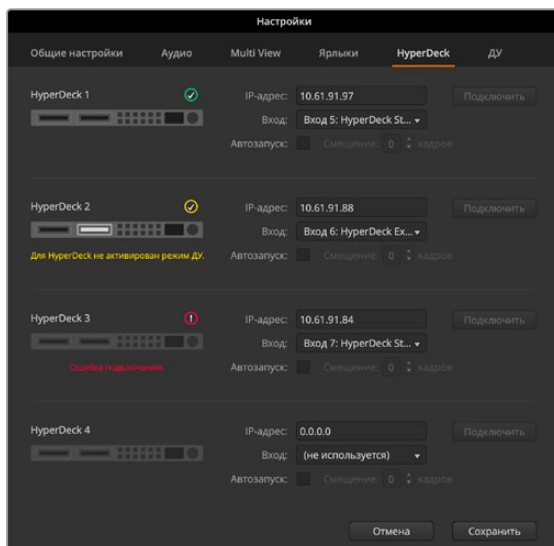 Настройки
Общие настройки Аудио Multi View Ярлыки HyperDeck ДУ
HyperDeck 1 IP-адрес: 10.61.91.97 Подключить
Вход: Вход 5: HyperDeck St...
Автозапуск: Смещение: 0 кадров
HyperDeck 2 IP-адрес: 10.61.91.88 Подключить
Вход: Вход 6: HyperDeck Ex...
Для HyperDeck не активирован режим ДУ. Автозапуск: Смещение: 0 кадров
HyperDeck 3 IP-адрес: 10.61.91.84 Подключить
Вход: Вход 7: HyperDeck St...
Ошибка подключения. Автозапуск: Смещение: 0 кадров
HyperDeck 4 IP-адрес: 0.0.0.0 Подключить
Вход: (не используется)
Автозапуск: Смещение: 0 кадров
Отмена Сохранить